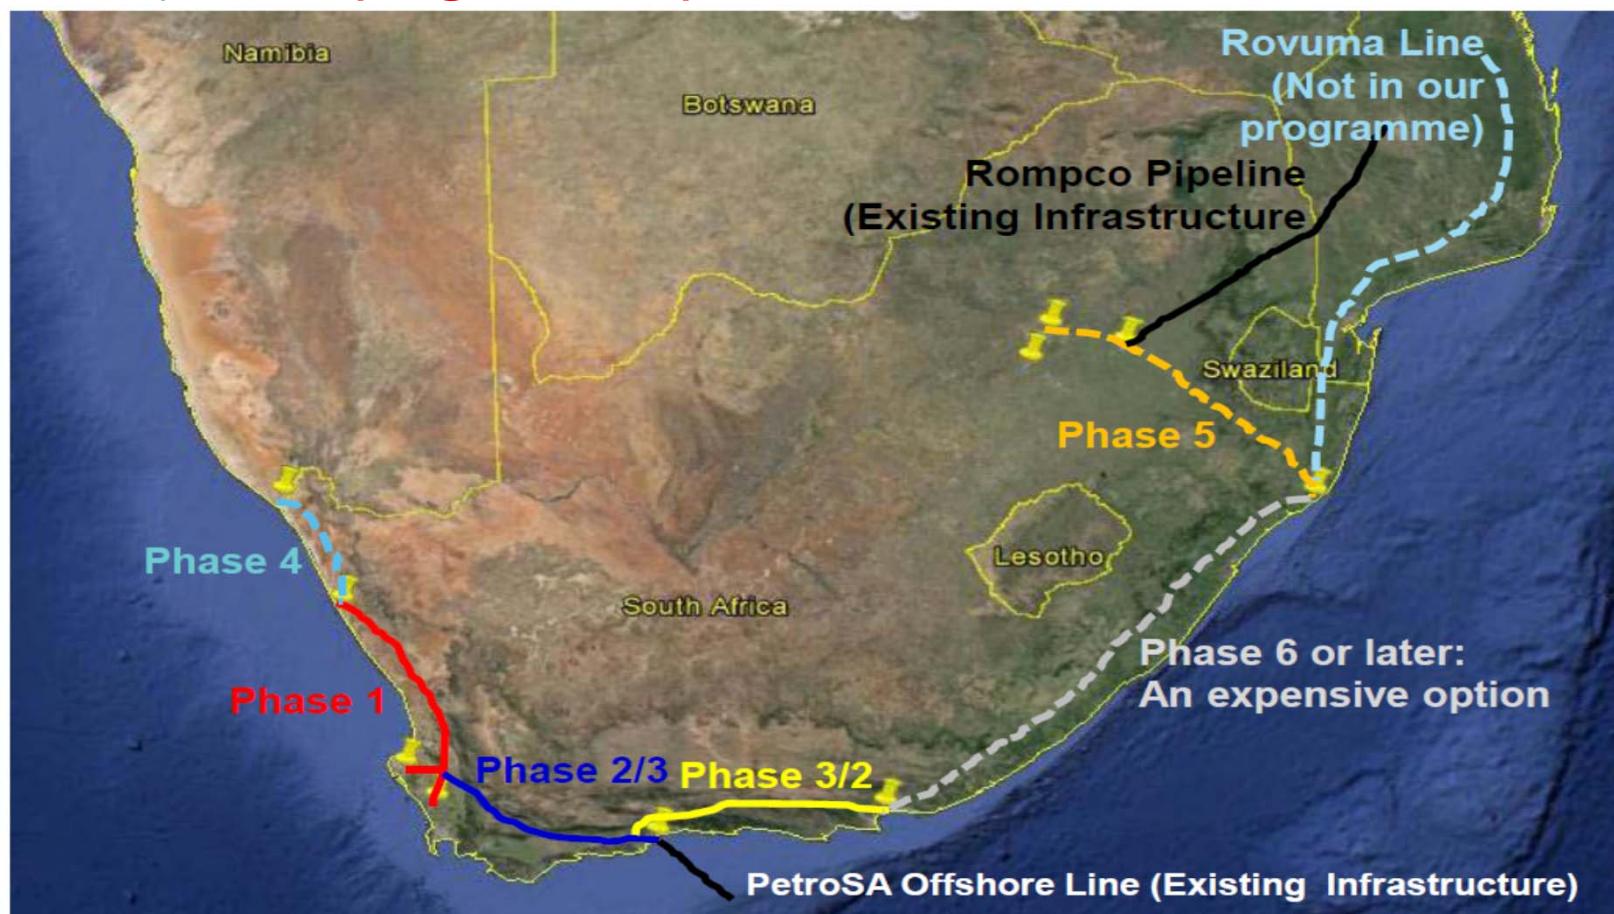 Namibia
Botswana
Rovuma Line
(Not in our
programme)
Rompco Pipeline
(Existing Infrastructure
Swaziland
Phase 5
Phase 4
Lesotho
South Africa
Phase 6 or later:
An expensive option
Phase 1
Phase 2/3
Phase 3/2
PetroSA Offshore Line (Existing Infrastructure)